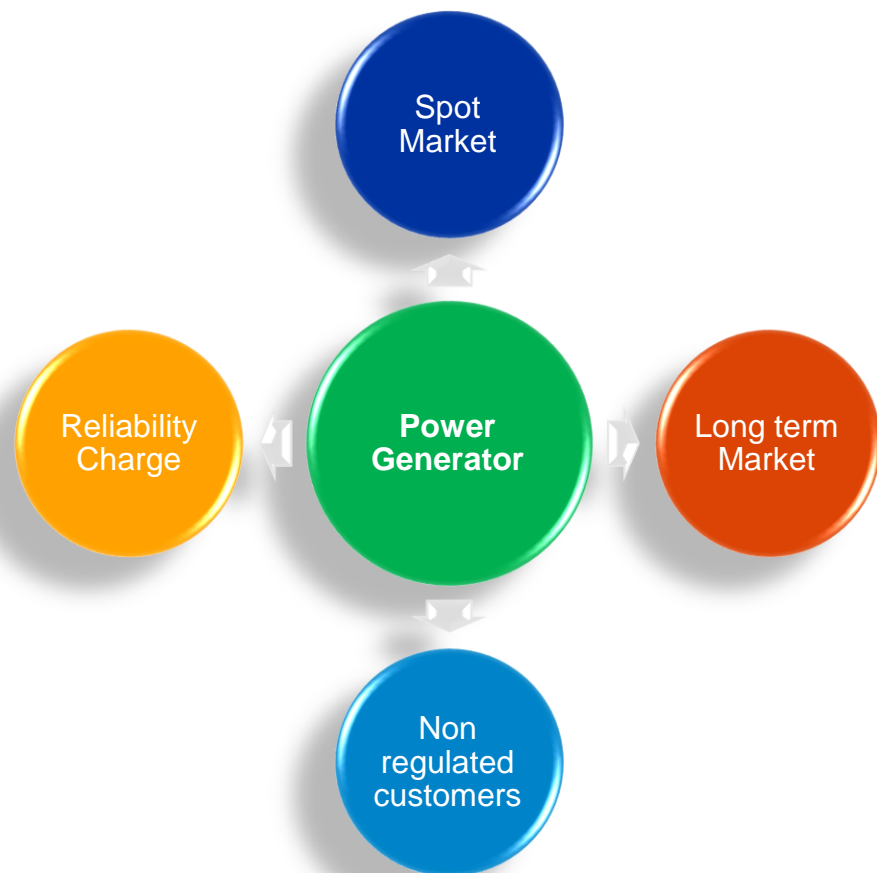 Spot
Market
Reliability
Charge
Power
Generator
Long term
Market
Non
regulated
customers